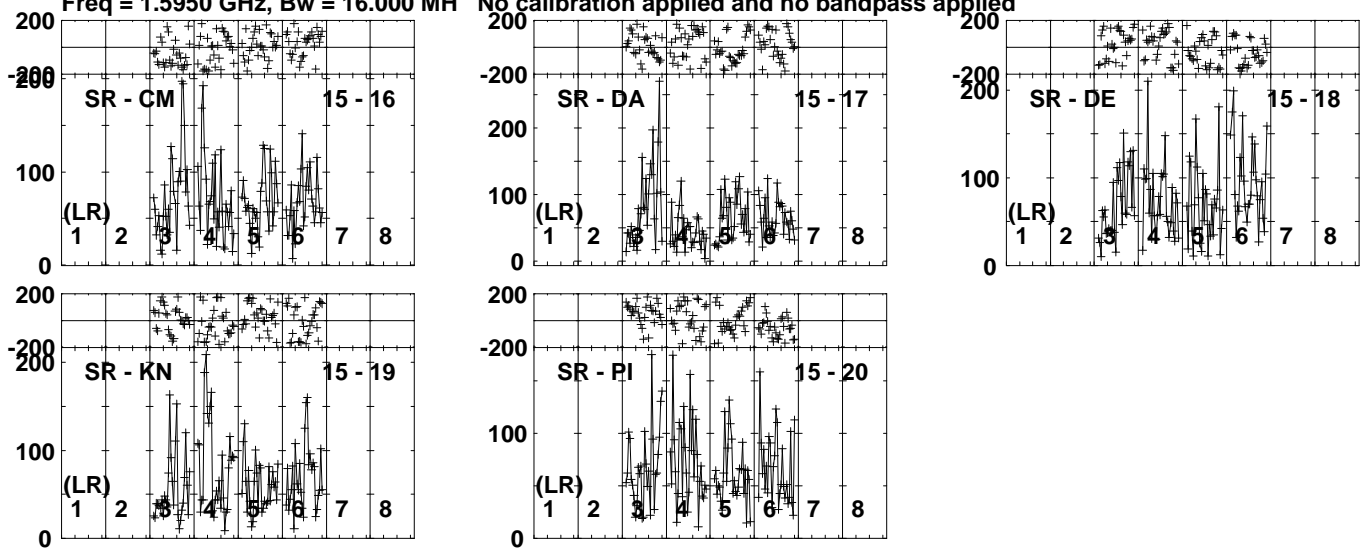 Freq = 1.5950 GHz, Bw = 16.000 MH No calibration applied and no bandpass applied
200
-200
200
SR - CM 15 - 16
100
(LR)
1 2 3 4 5 6 7 8
0
200
-200
SR - DA 15 - 17
200
100
(LR)
1 2 3 4 5 6 7 8
0
200
-200
200
SR - DE 15 - 18
100
(LR)
1 2 3 4 5 6 7 8
0
200
-200
200
SR - KN 15 - 19
100
(LR)
1 2 3 4 5 6 7 8
0
200
-200
SR - PI 15 - 20
100
(LR)
1 2 3 4 5 6 7 8
0